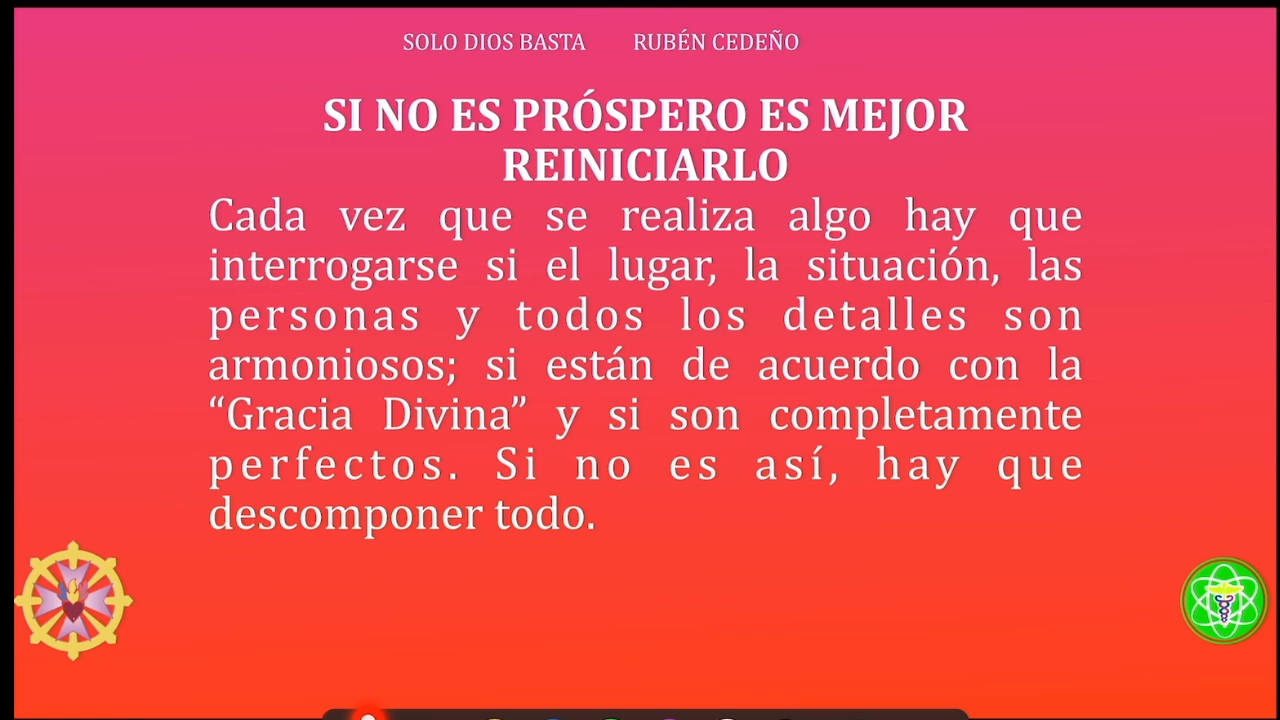 SOLO DIOS BASTA RUBÉN CEDEÑO
SI NO ES PRÓSPERO ES MEJOR
REINICIARLO
Cada vez que se realiza algo hay que
interrogarse si el lugar, la situación, las
personas y todos los detalles son
armoniosos; si están de acuerdo con la
“Gracia Divina” y si son completamente
perfectos. Si no es así, hay que
descomponer todo.